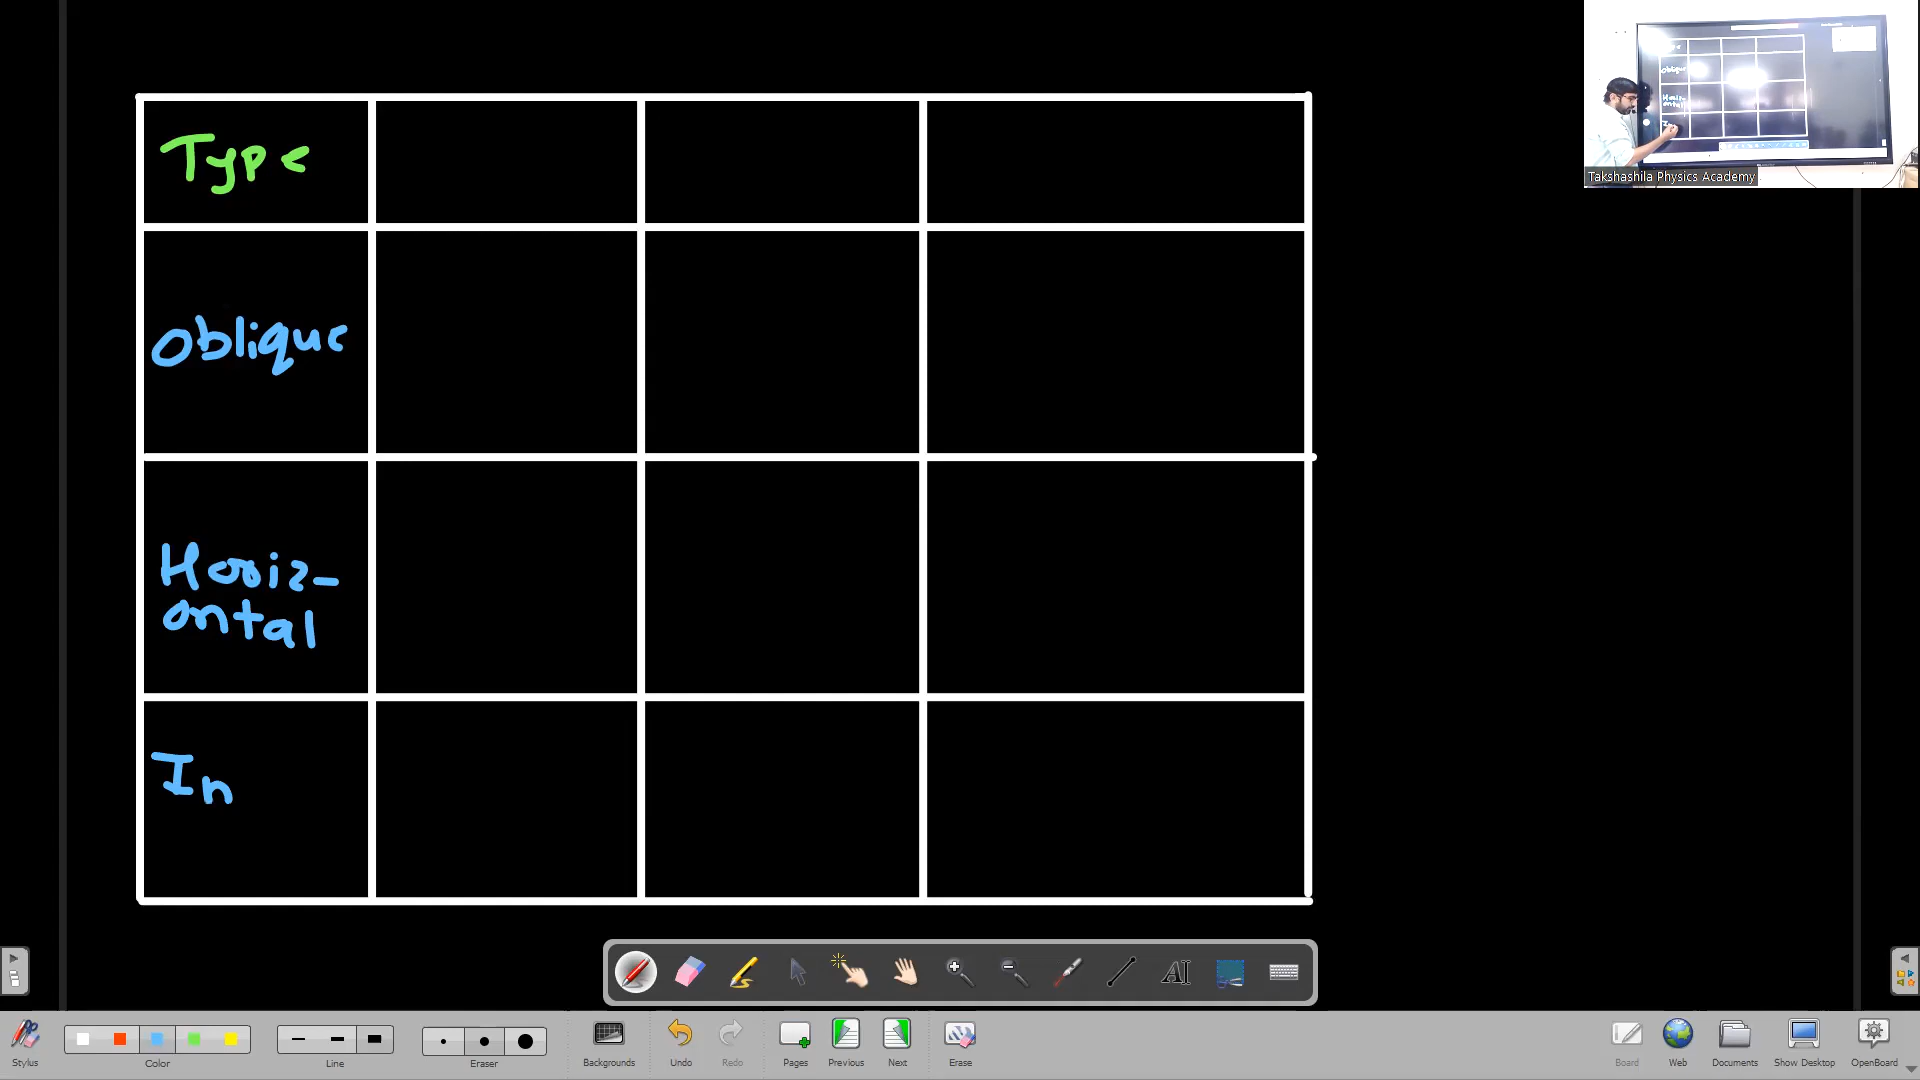 Type
Oblique
Horiz-
ontal
In
Takshashila Physics Academy
Stylus
Color
Line
Eraser
Backgrounds
Undo
Redo
Pages
Previous
Next
Erase
Board
Web
Documents
Show Desktop
OpenBoard
AI